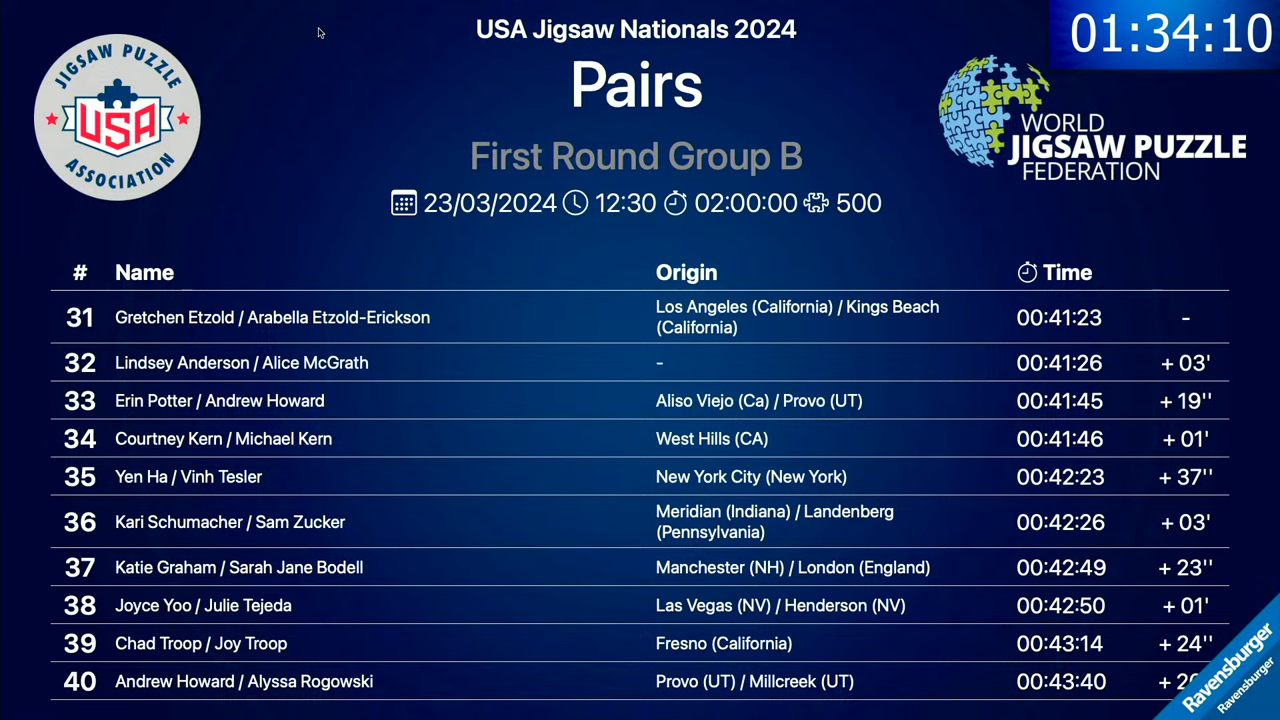 USA Jigsaw Nationals 2024
01:34:10
JIGSAW PUZZLE
USA
ASSOCIATION
Pairs
WORLD
JIGSAW PUZZLE
FEDERATION
First Round Group B
23/03/2024 12:30 02:00:00 500
# Name Origin Time
31 Gretchen Etzold / Arabella Etzold-Erickson Los Angeles (California) / Kings Beach
(California) 00:41:23 -
32 Lindsey Anderson / Alice McGrath - 00:41:26 + 03'
33 Erin Potter / Andrew Howard Aliso Viejo (Ca) / Provo (UT) 00:41:45 + 19''
34 Courtney Kern / Michael Kern West Hills (CA) 00:41:46 + 01'
35 Yen Ha / Vinh Tesler New York City (New York) 00:42:23 + 37''
36 Kari Schumacher / Sam Zucker Meridian (Indiana) / Landenberg
(Pennsylvania) 00:42:26 + 03'
37 Katie Graham / Sarah Jane Bodell Manchester (NH) / London (England) 00:42:49 + 23''
38 Joyce Yoo / Julie Tejeda Las Vegas (NV) / Henderson (NV) 00:42:50 + 01'
39 Chad Troop / Joy Troop Fresno (California) 00:43:14 + 24''
40 Andrew Howard / Alyssa Rogowski Provo (UT) / Millcreek (UT) 00:43:40 +
Ravensburger
Ravensburger